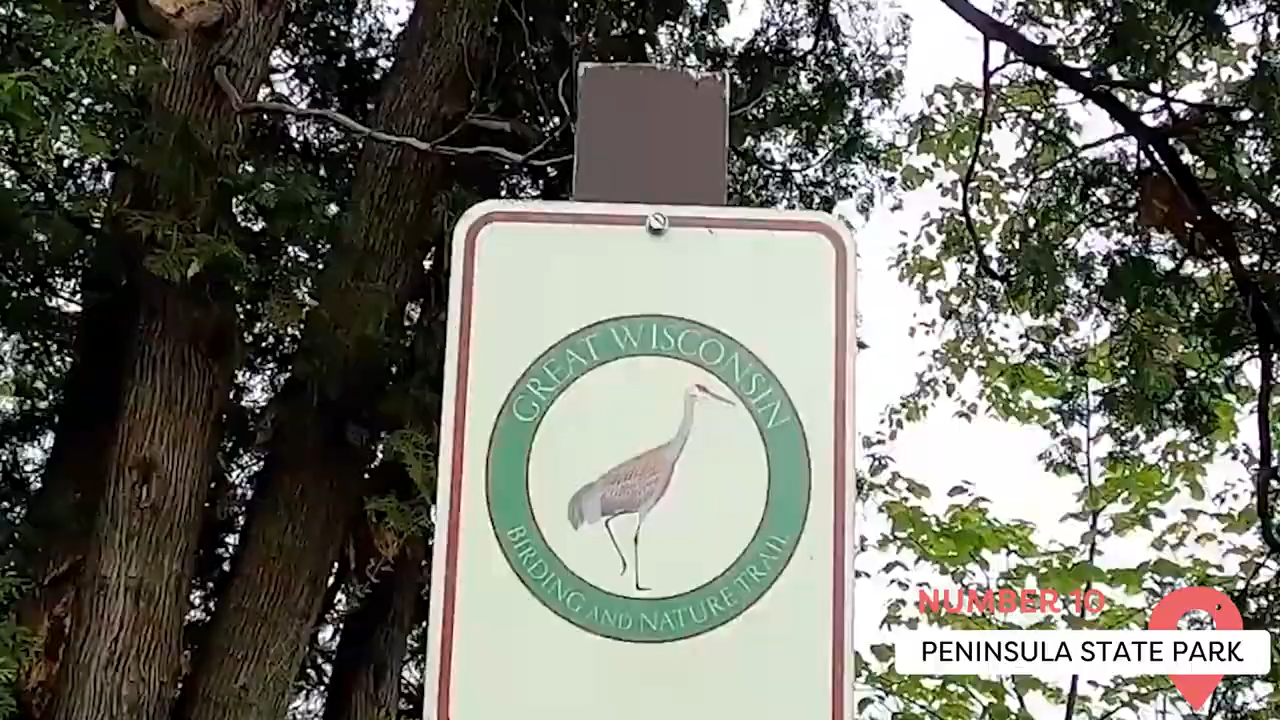 GREAT WISCONSIN
BIRDING AND NATURE TRAIL
NUMBER 10
PENINSULA STATE PARK